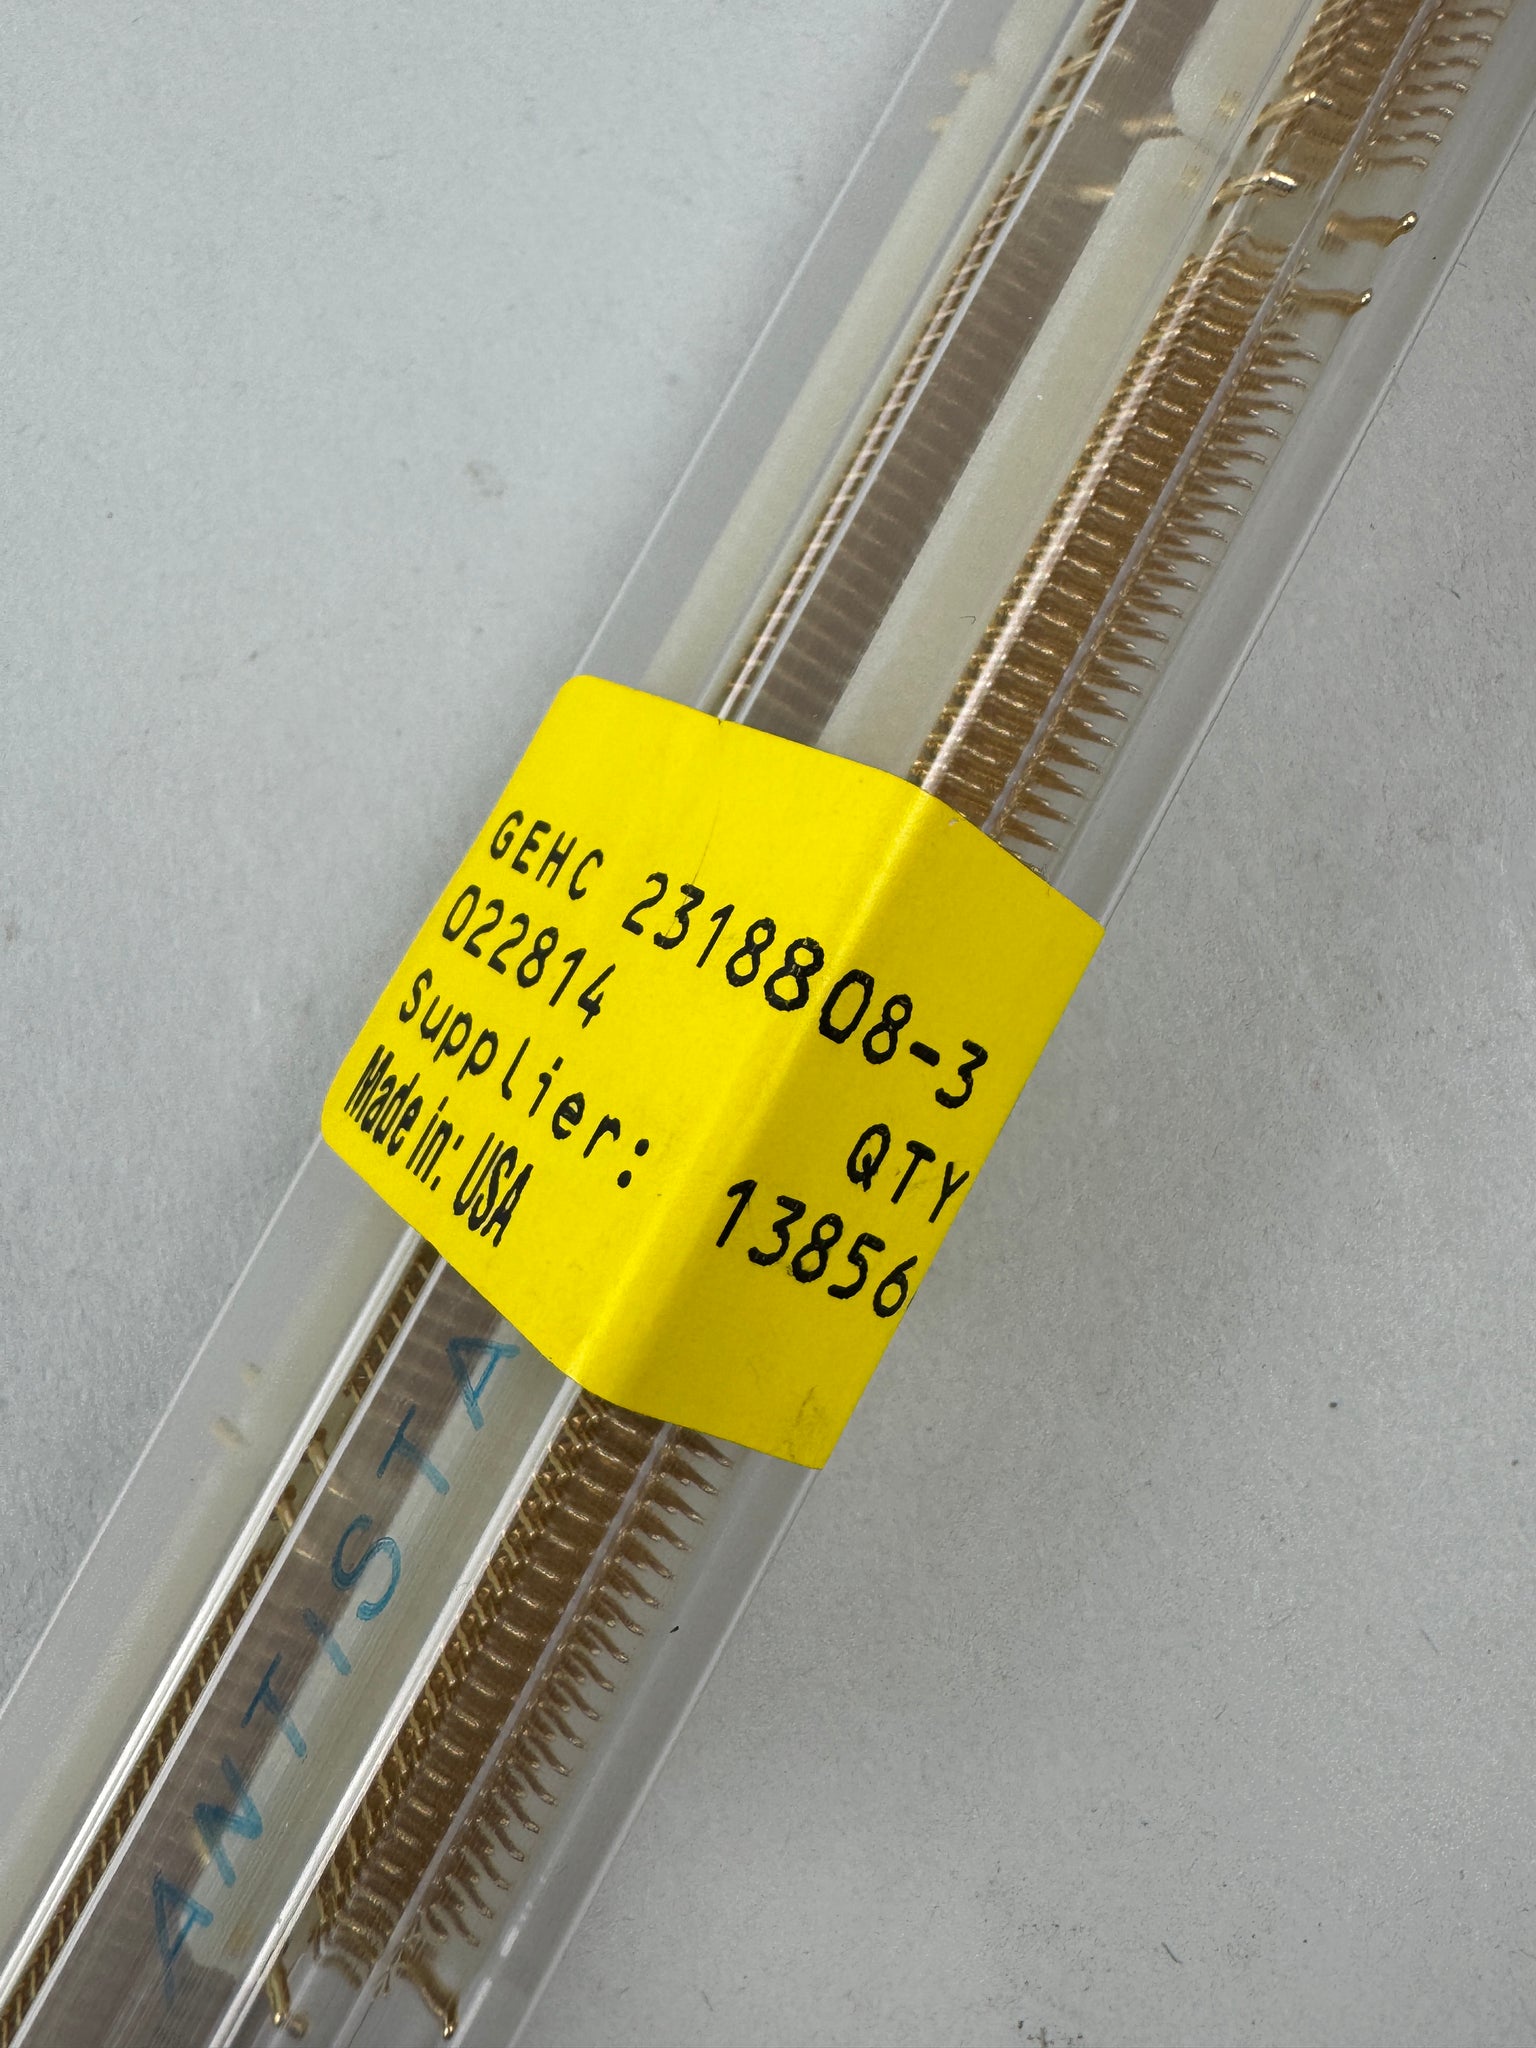 GEHC 2318808-3
022814 QTY
Supplier: 13856
Made in: USA
ANTISTA